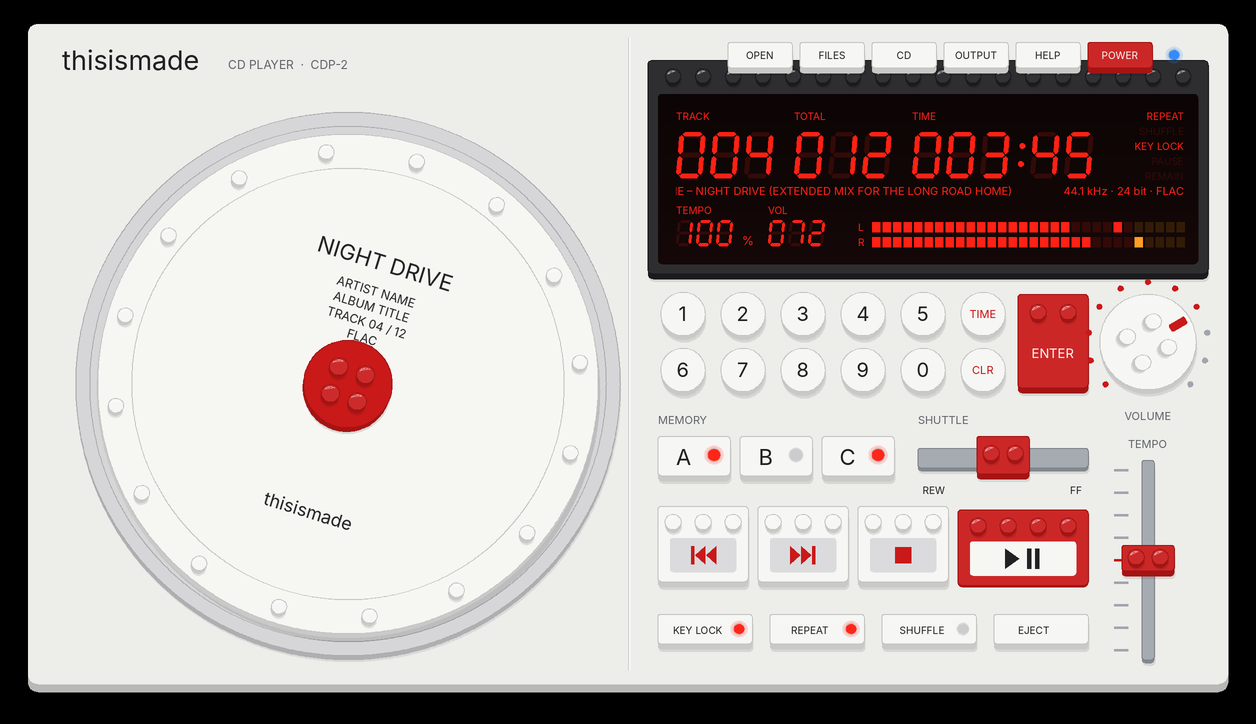 thisismade
CD PLAYER · CDP-2
OPEN
FILES
CD
OUTPUT
HELP
POWER
TRACK
TOTAL
TIME
REPEAT
SHUFFLE
KEY LOCK
PAUSE
REMAIN
004
012
003:45
E – NIGHT DRIVE (EXTENDED MIX FOR THE LONG ROAD HOME)
44.1 kHz · 24 bit · FLAC
TEMPO
VOL
100 %
072
L
R
NIGHT DRIVE
ARTIST NAME
ALBUM TITLE
TRACK 04 / 12
FLAC
thisismade
1
2
3
4
5
TIME
6
7
8
9
0
CLR
ENTER
VOLUME
MEMORY
A
B
C
SHUTTLE
REW
FF
TEMPO
KEY LOCK
REPEAT
SHUFFLE
EJECT